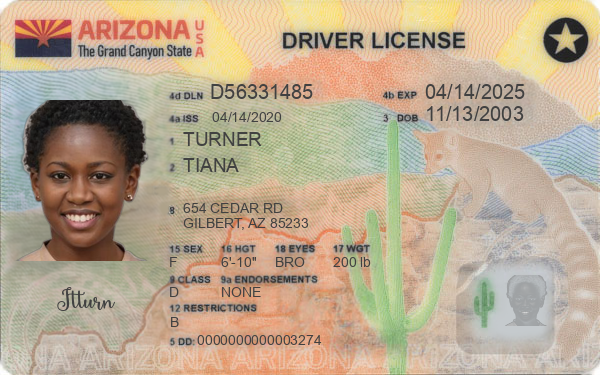 ARIZONA USA
The Grand Canyon State
DRIVER LICENSE
4d DLN D56331485 4b EXP 04/14/2025
4a ISS 04/14/2020 3 DOB 11/13/2003
1 TURNER
2 TIANA
8 654 CEDAR RD
GILBERT, AZ 85233
15 SEX 16 HGT 18 EYES 17 WGT
F 6'-10" BRO 200 lb
9 CLASS 9a ENDORSEMENTS
D NONE
12 RESTRICTIONS
B
Jtturn
5 DD: 0000000000003274
ARIZONA ARIZONA ARIZONA ARIZONA